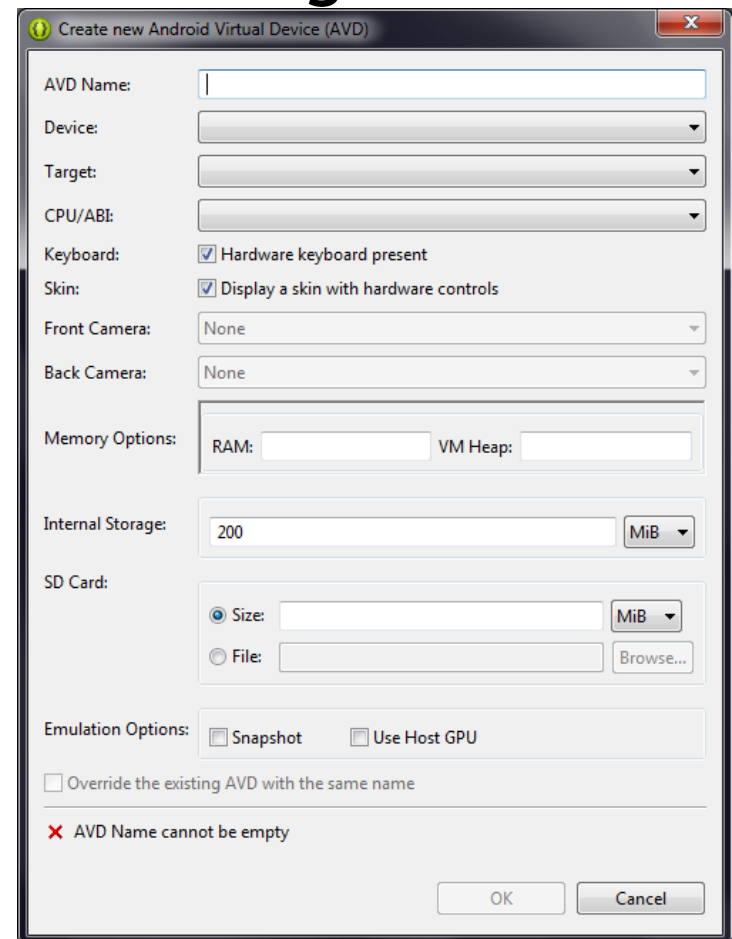 Create new Android Virtual Device (AVD)
AVD Name:
Device:
Target:
CPU/ABI:
Keyboard: Hardware keyboard present
Skin: Display a skin with hardware controls
Front Camera: None
Back Camera: None
Memory Options: RAM: VM Heap:
Internal Storage: 200 MiB
SD Card:
Size: MiB
File: Browse...
Emulation Options: Snapshot Use Host GPU
Override the existing AVD with the same name
AVD Name cannot be empty
OK Cancel